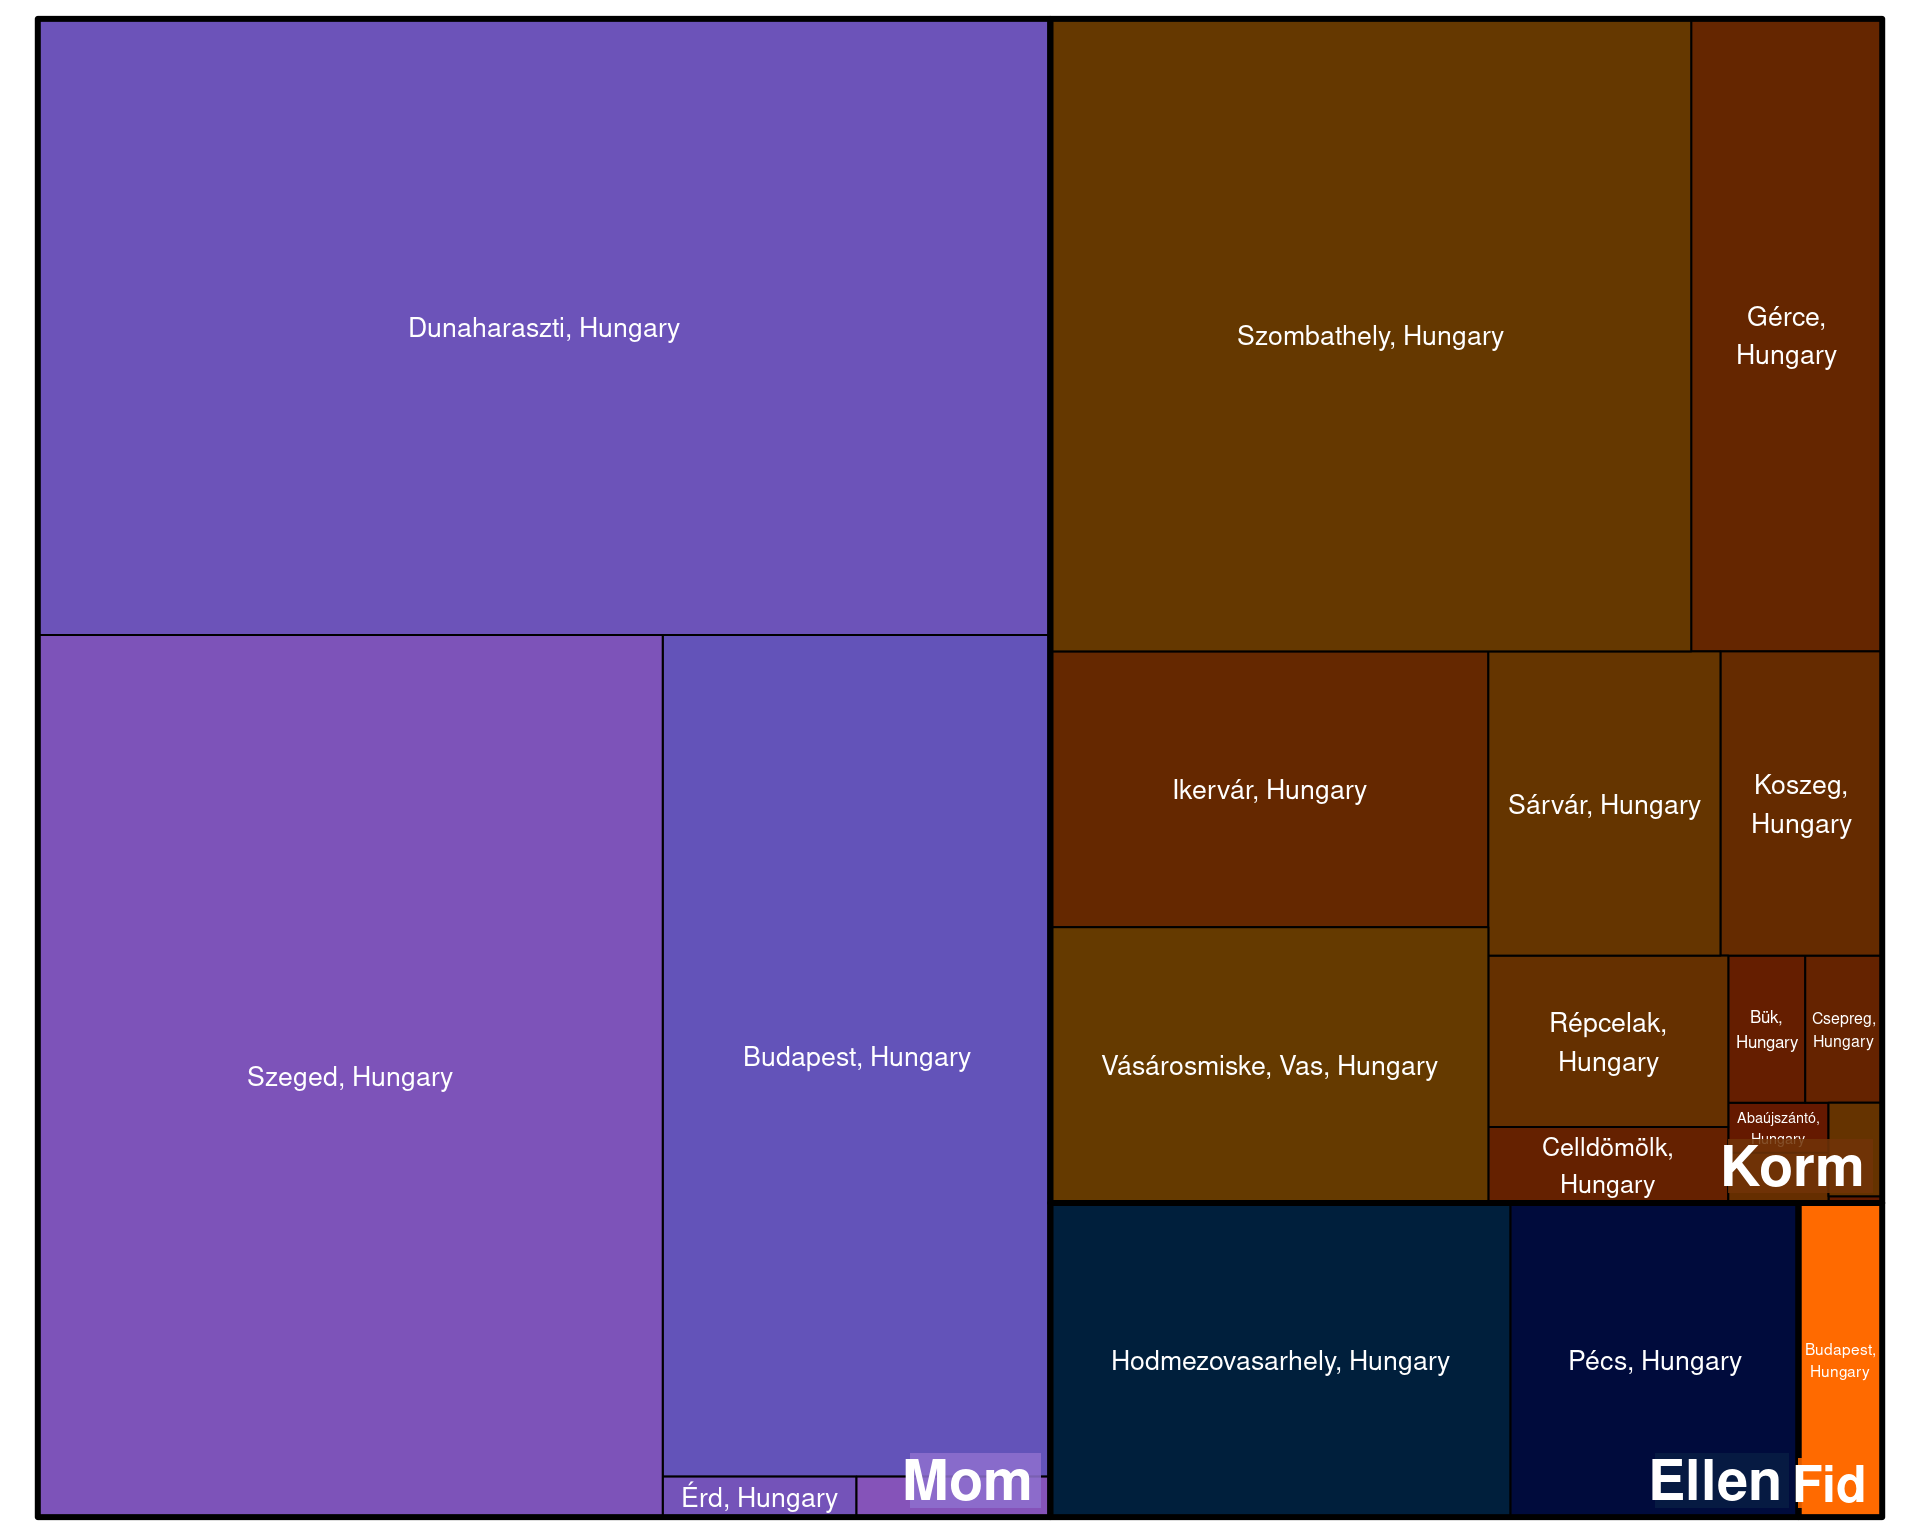 Dunaharaszti, Hungary
Szeged, Hungary
Budapest, Hungary
Érd, Hungary
Mom
Szombathely, Hungary
Gérce,
Hungary
Ikervár, Hungary
Sárvár, Hungary
Koszeg,
Hungary
Vásárosmiske, Vas, Hungary
Répcelak,
Hungary
Bük,
Hungary
Csepreg,
Hungary
Celldömölk,
Hungary
Abaújszántó,
Hungary
Korm
Hodmezovasarhely, Hungary
Pécs, Hungary
Ellen
Budapest,
Hungary
Fid